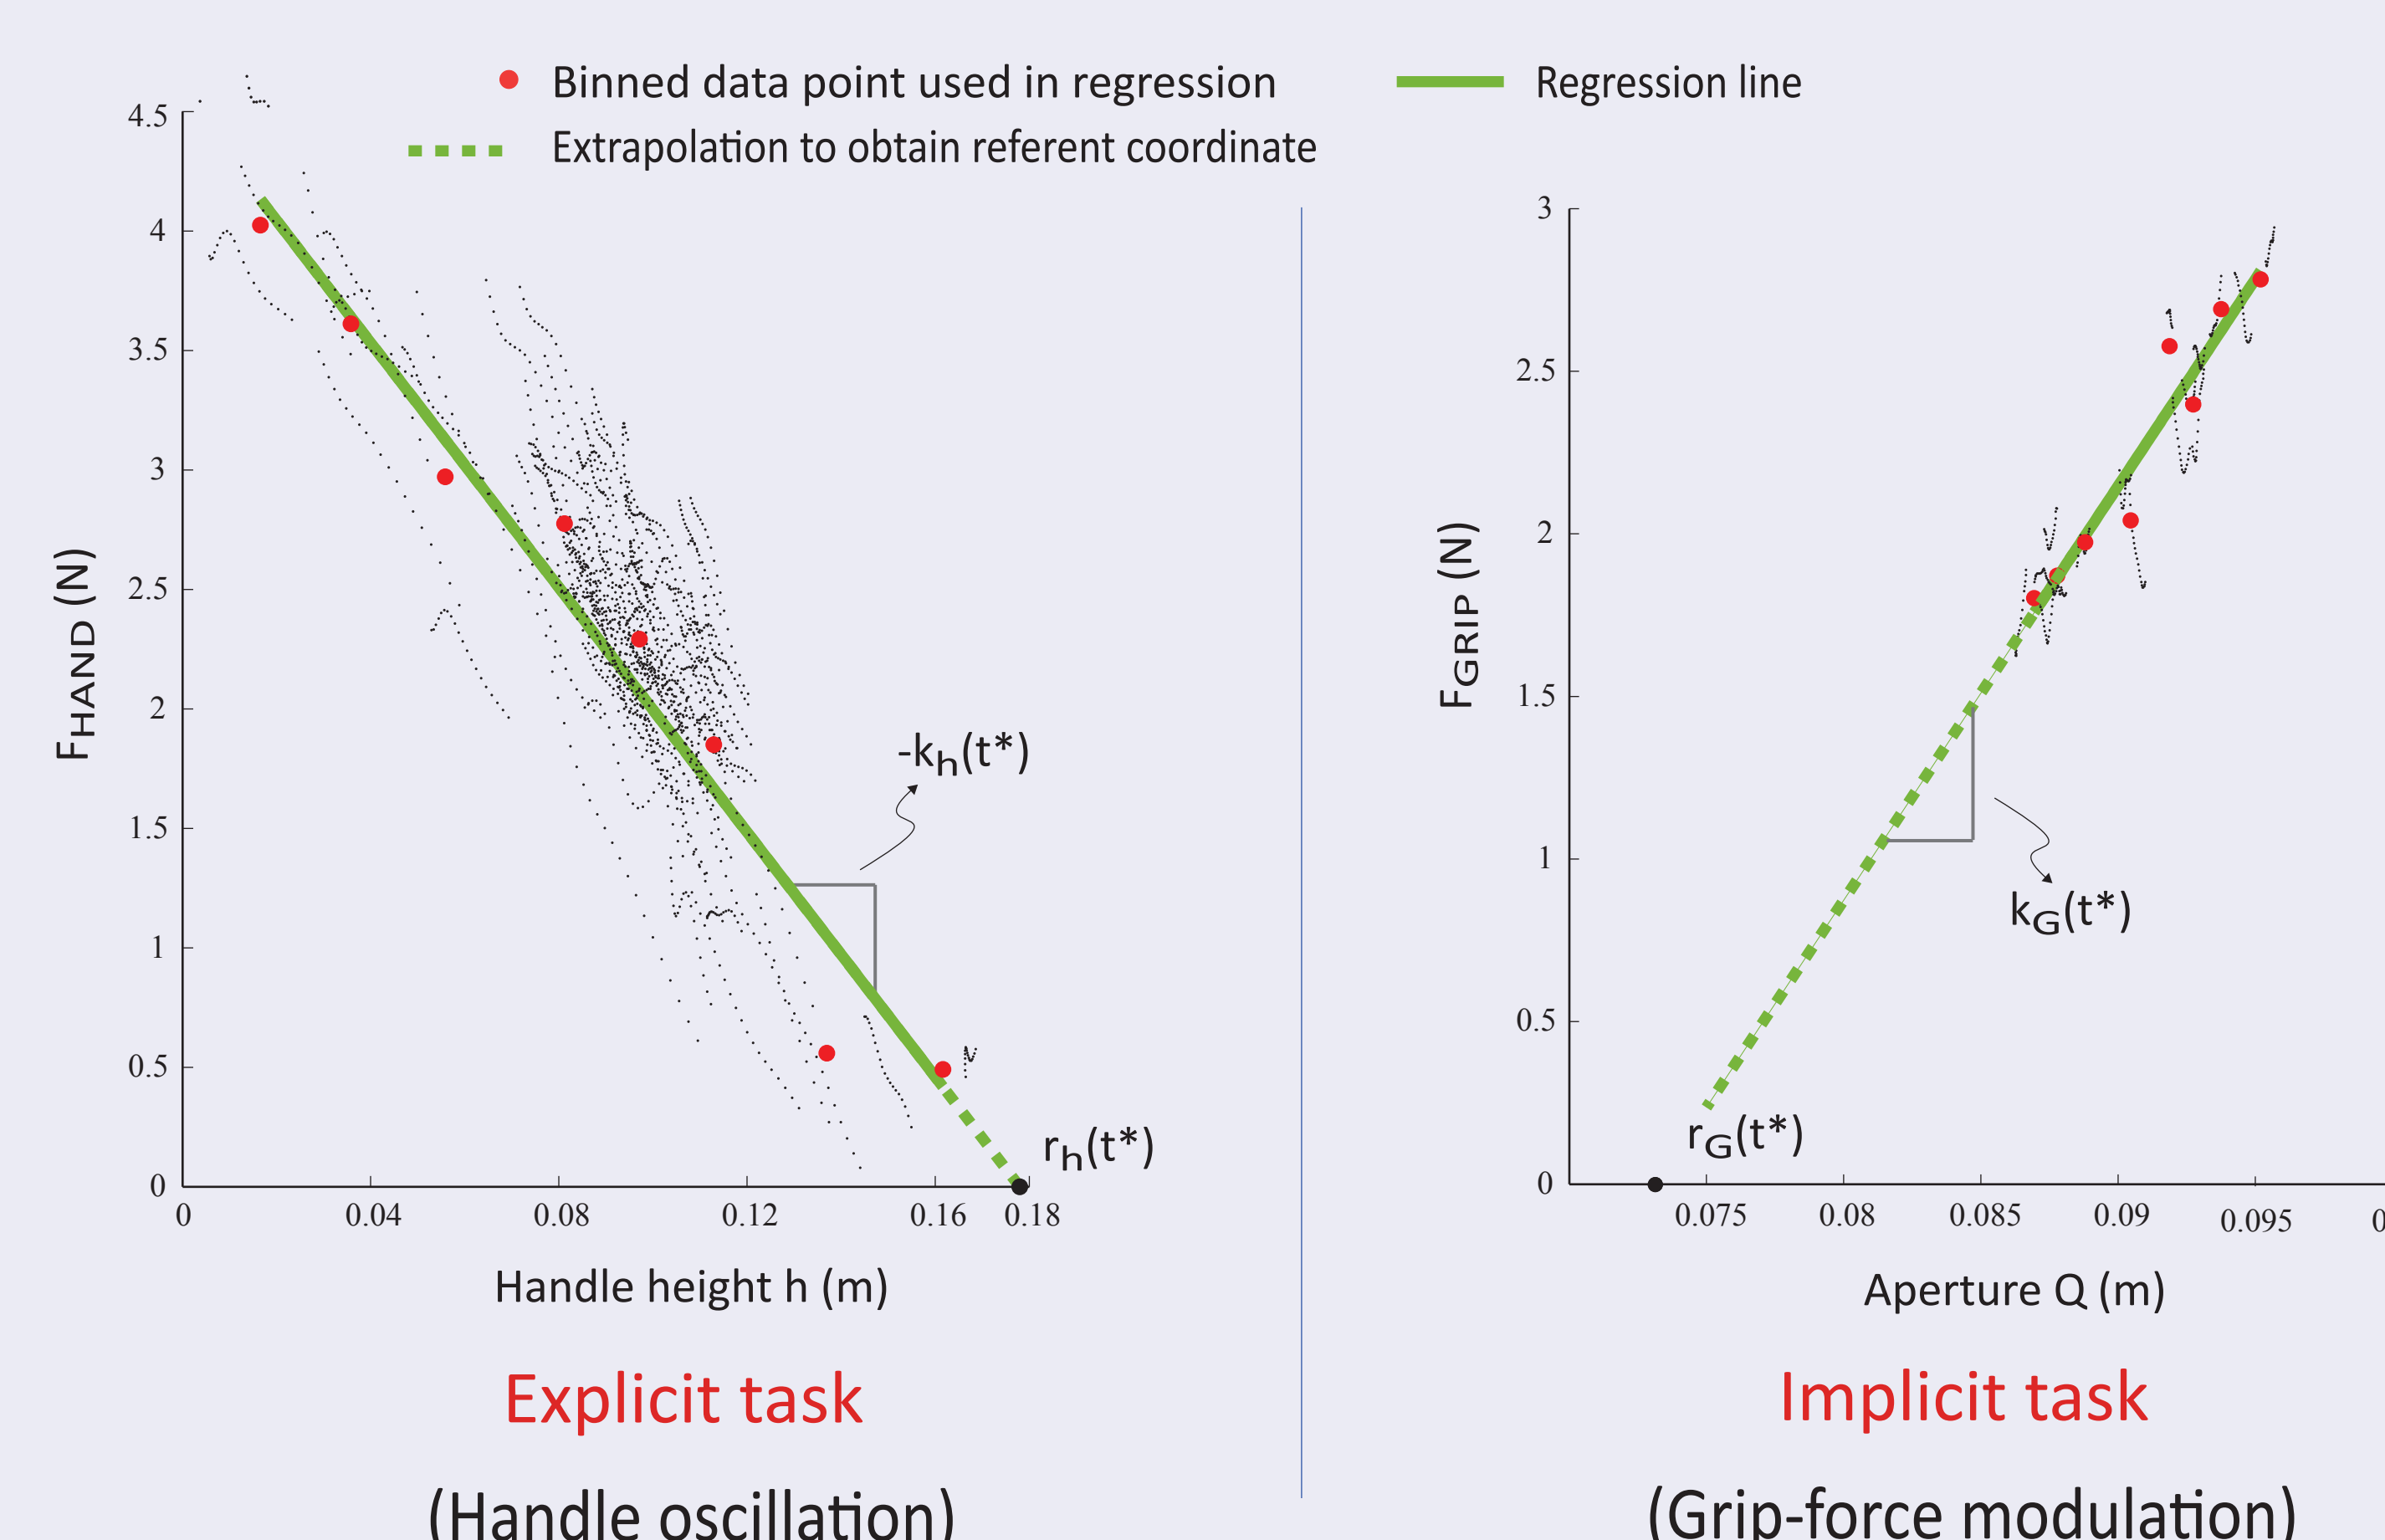 Binned data point used in regression
Regression line
Extrapolation to obtain referent coordinate
4.5
4
3.5
3
2.5
2
1.5
1
0.5
0
0 0.04 0.08 0.12 0.16 0.18
FHAND (N)
-kh(t*)
rh(t*)
Handle height h (m)
Explicit task
(Handle oscillation)
3
2.5
2
1.5
1
0.5
0
0.075 0.08 0.085 0.09 0.095
FGRIP (N)
kG(t*)
rG(t*)
Aperture Q (m)
Implicit task
(Grip-force modulation)